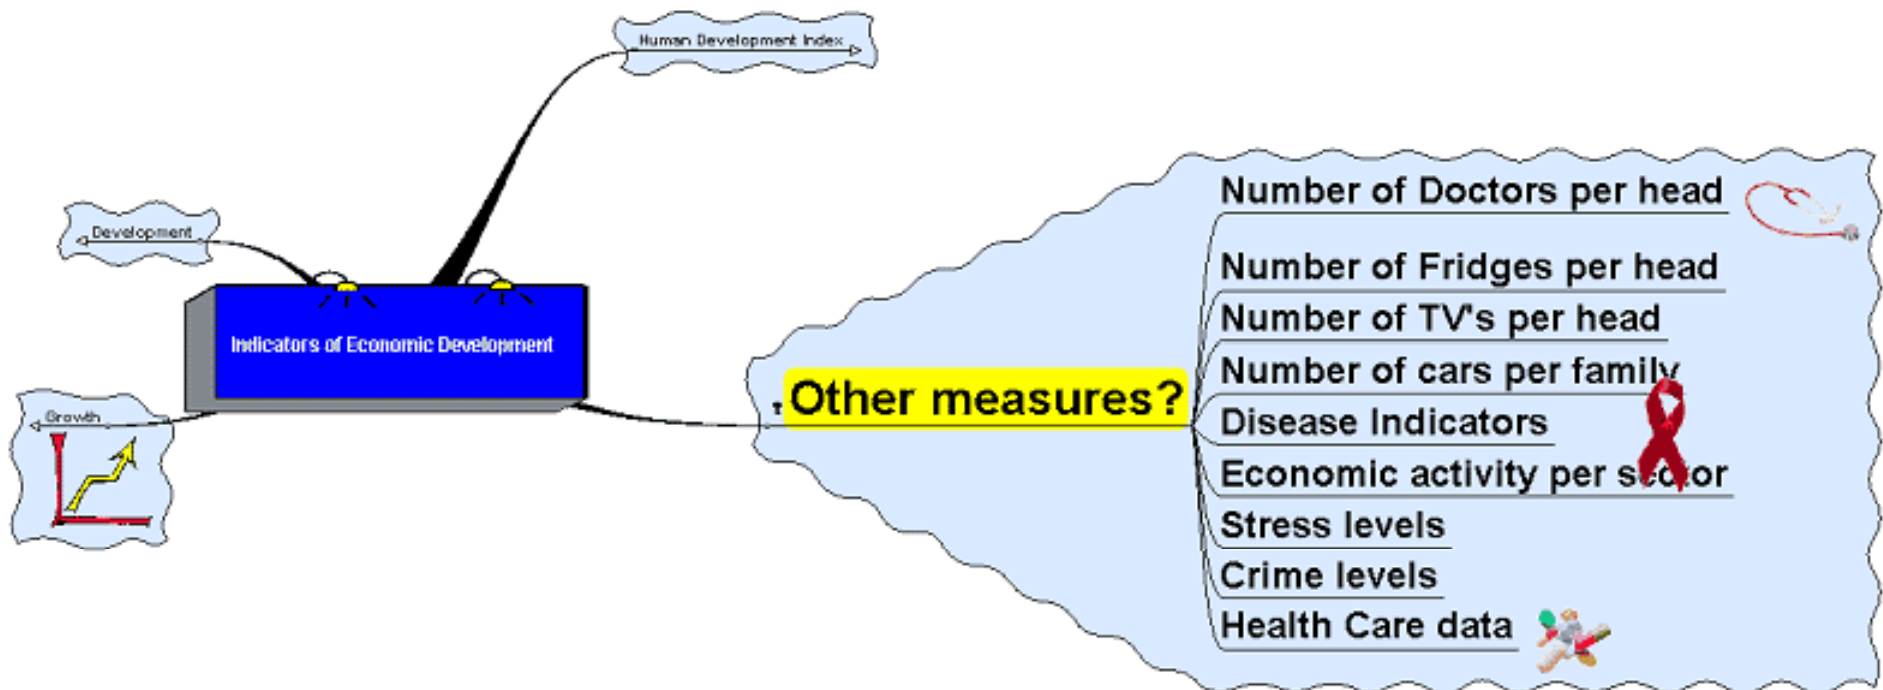 Human Development Index
Development
Indicators of Economic Development
Growth
Other measures?
Number of Doctors per head
Number of Fridges per head
Number of TV's per head
Number of cars per family
Disease Indicators
Economic activity per sector
Stress levels
Crime levels
Health Care data